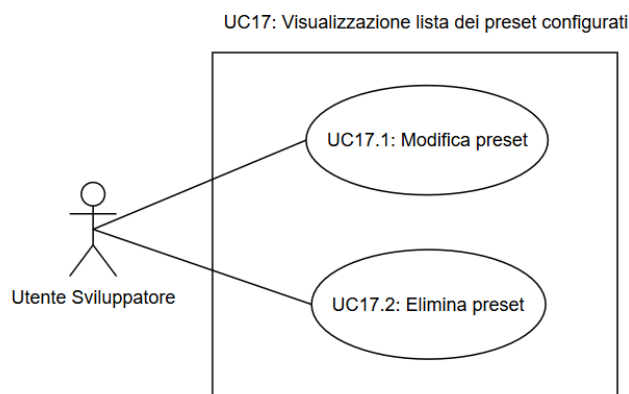 UC17: Visualizzazione lista dei preset configurati
UC17.1: Modifica preset
Utente Sviluppatore
UC17.2: Elimina preset